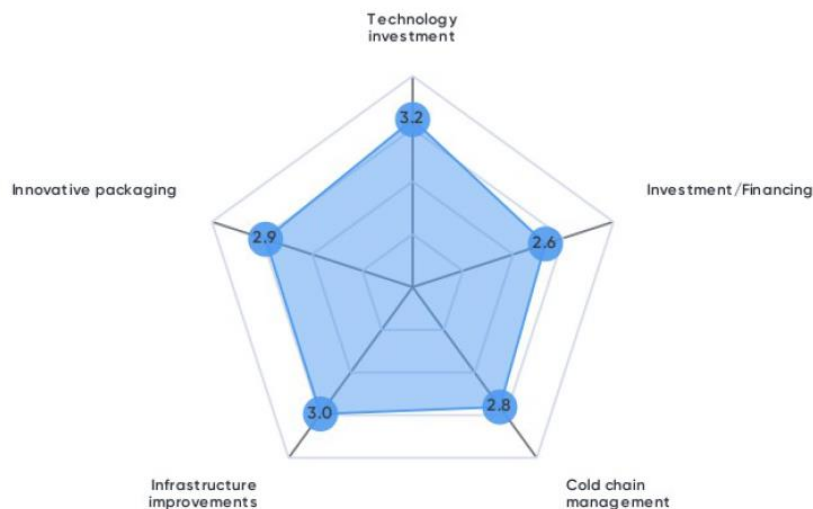 Technology
investment
3.2
Innovative packaging
Investment/Financing
2.9
2.6
3.0
2.8
Infrastructure
improvements
Cold chain
management